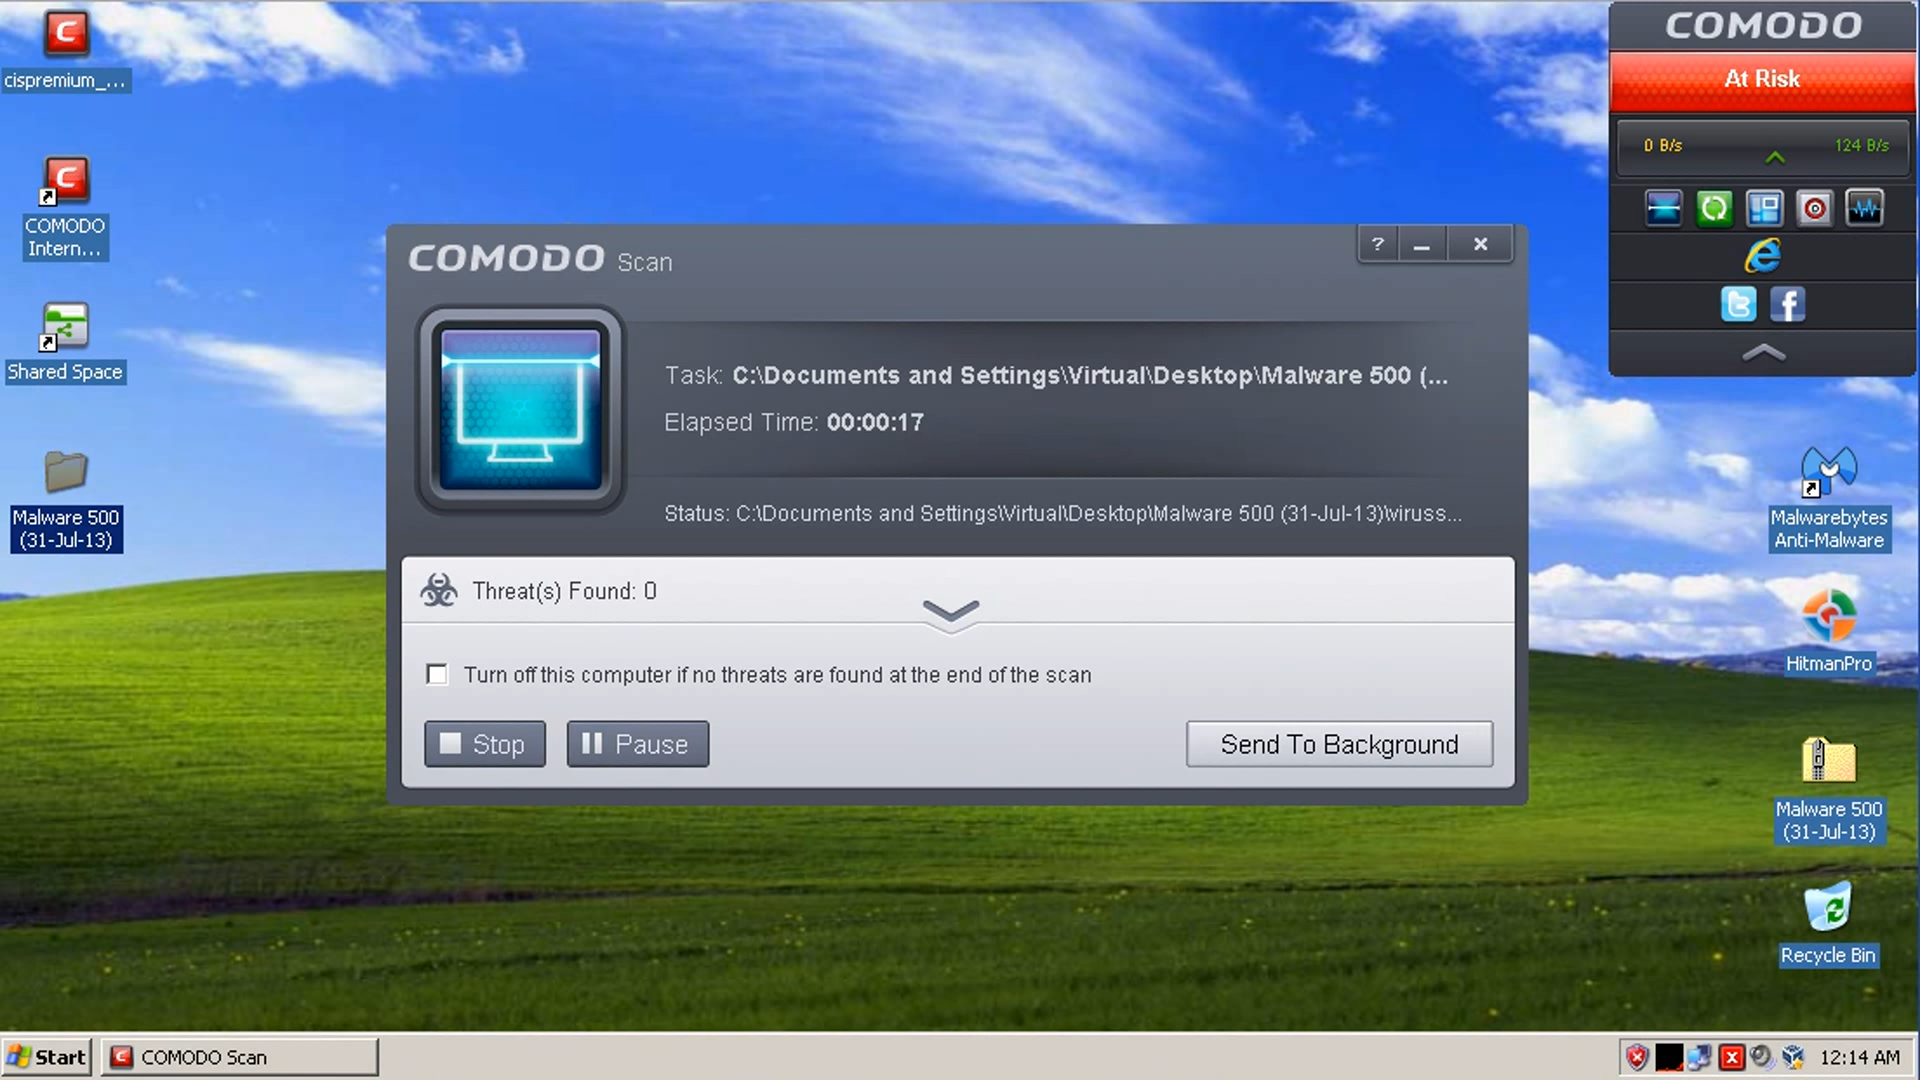 cispremium_...
COMODO
Intern...
Shared Space
Malware 500
(31-Jul-13)
COMODO Scan
?
Task: C:\Documents and Settings\Virtual\Desktop\Malware 500 (...
Elapsed Time: 00:00:17
Status: C:\Documents and Settings\Virtual\Desktop\Malware 500 (31-Jul-13)\viruss...
Threat(s) Found: 0
Turn off this computer if no threats are found at the end of the scan
Stop
Pause
Send To Background
COMODO
At Risk
0 B/s
124 B/s
Malwarebytes
Anti-Malware
HitmanPro
Malware 500
(31-Jul-13)
Recycle Bin
Start
COMODO Scan
12:14 AM